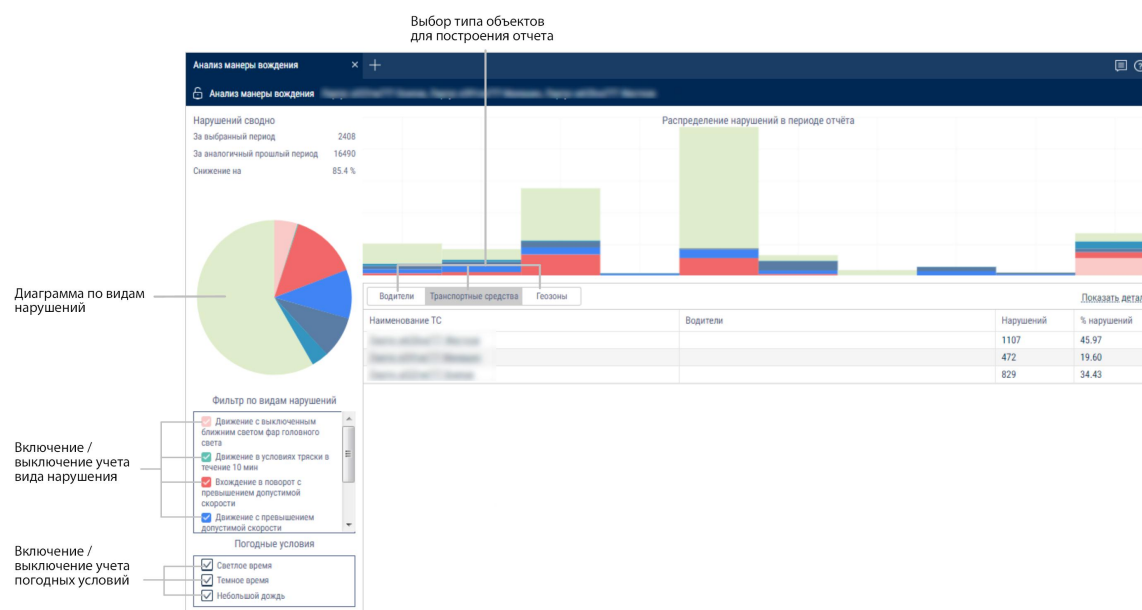 Выбор типа объектов
для построения отчета
Анализ манеры вождения
Анализ манеры вождения
Нарушений сводно
За выбранный период 2408
За аналогичный прошлый период 16490
Снижение на 85.4 %
Распределение нарушений в периоде отчёта
Диаграмма по видам
нарушений
Водители Транспортные средства Геозоны
Показать детал
Наименование ТС Водители Нарушений % нарушений
1107 45.97
472 19.60
829 34.43
Фильтр по видам нарушений
Движение с выключенным
ближним светом фар головного
света
Движение в условиях тряски в
течение 10 мин
Вхождение в поворот с
превышением допустимой
скорости
Движение с превышением
допустимой скорости
Включение /
выключение учета
вида нарушения
Погодные условия
Светлое время
Темное время
Небольшой дождь
Включение /
выключение учета
погодных условий